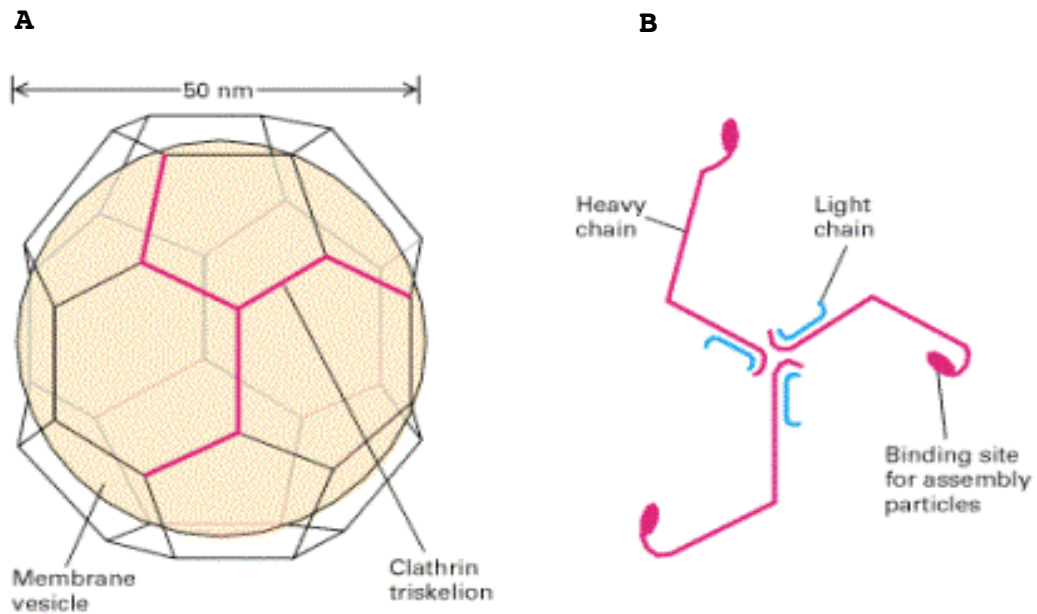 A
B
50 nm
Heavy
chain
Light
chain
Binding site
for assembly
particles
Clathrin
triskelion
Membrane
vesicle